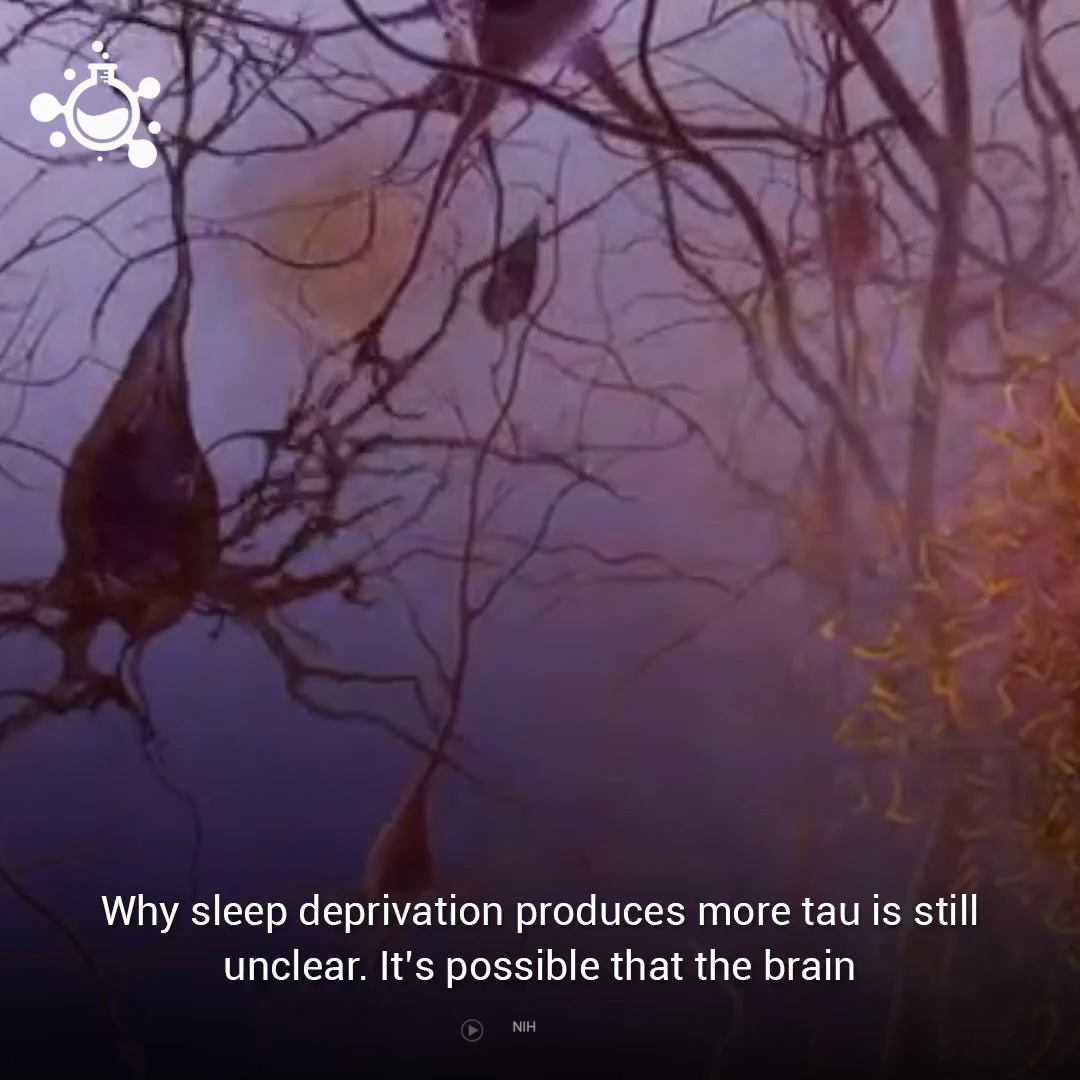 Why sleep deprivation produces more tau is still
unclear. It's possible that the brain
NIH